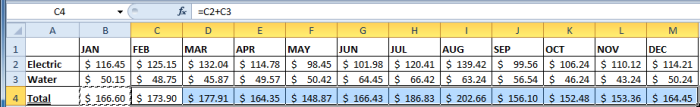 C4 fx =C2+C3
A B C D E F G H I J K L M
1 JAN FEB MAR APR MAY JUN JUL AUG SEP OCT NOV DEC
2 Electric $ 116.45 $ 125.15 $ 132.04 $ 114.78 $ 98.45 $ 101.98 $ 120.41 $ 139.42 $ 99.56 $ 106.24 $ 110.12 $ 114.21
3 Water $ 50.15 $ 48.75 $ 45.87 $ 49.57 $ 50.42 $ 64.45 $ 66.42 $ 63.24 $ 56.54 $ 46.24 $ 43.24 $ 50.24
4 Total $ 166.60 $ 173.90 $ 177.91 $ 164.35 $ 148.87 $ 166.43 $ 186.83 $ 202.66 $ 156.10 $ 152.48 $ 153.36 $ 164.45